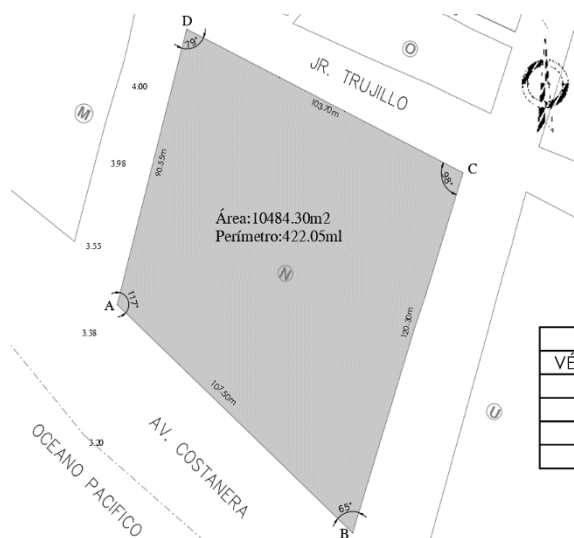 D
79°
O
JR. TRUJILLO
4.00
103.70m
M
C
98°
3.98
90.55m
Área:10484.30m2
Perímetro:422.05ml
3.55
N
A
117°
120.30m
3.38
VÉ
107.50m
U
AV. COSTANERA
3.20
OCEANO PACIFICO
65°
B